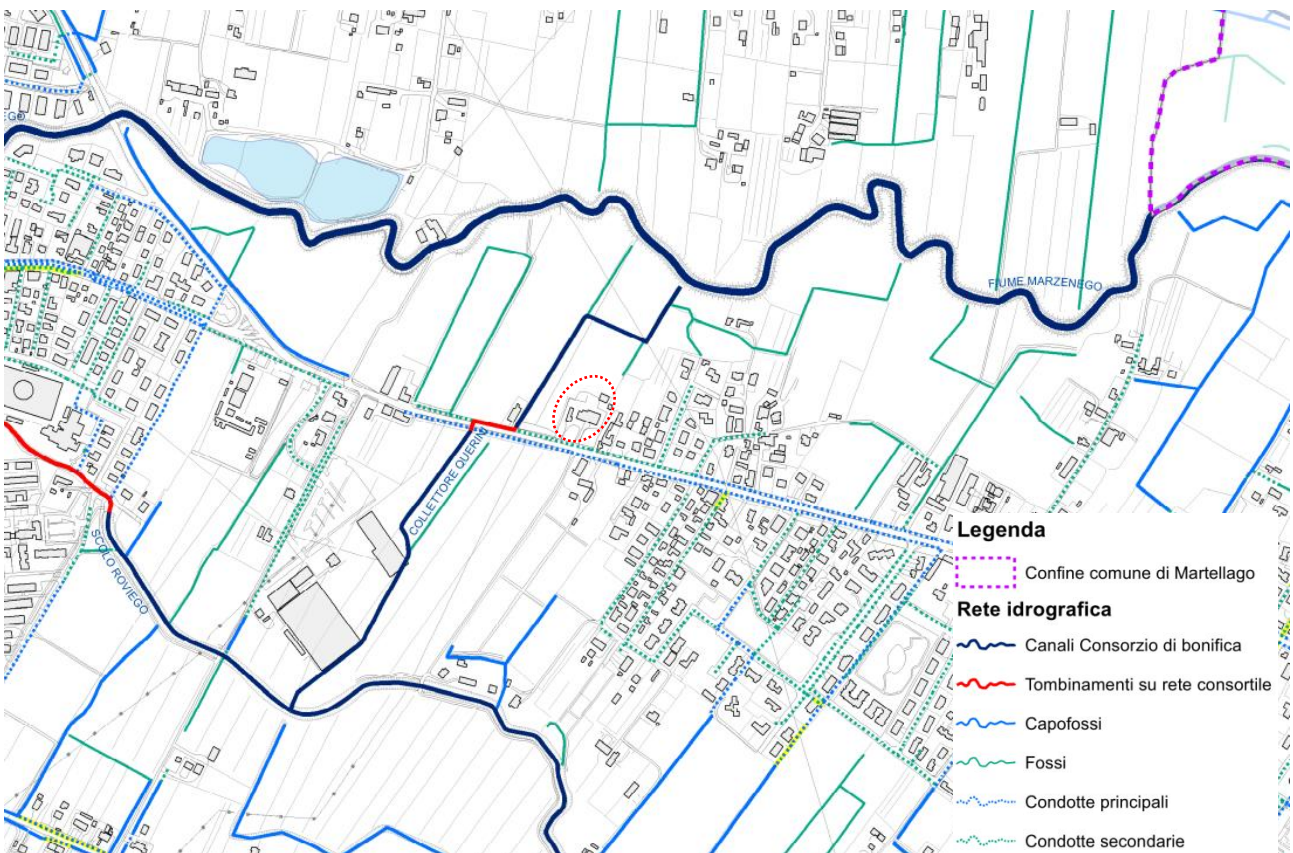 EGO
FIUME MARZENEGO
COLLETTORE QUERINI
SCOLO ROVIEGO
Legenda
Confine comune di Martellago
Rete idrografica
Canali Consorzio di bonifica
Tombinamenti su rete consortile
Capofossi
Fossi
Condotte principali
Condotte secondarie